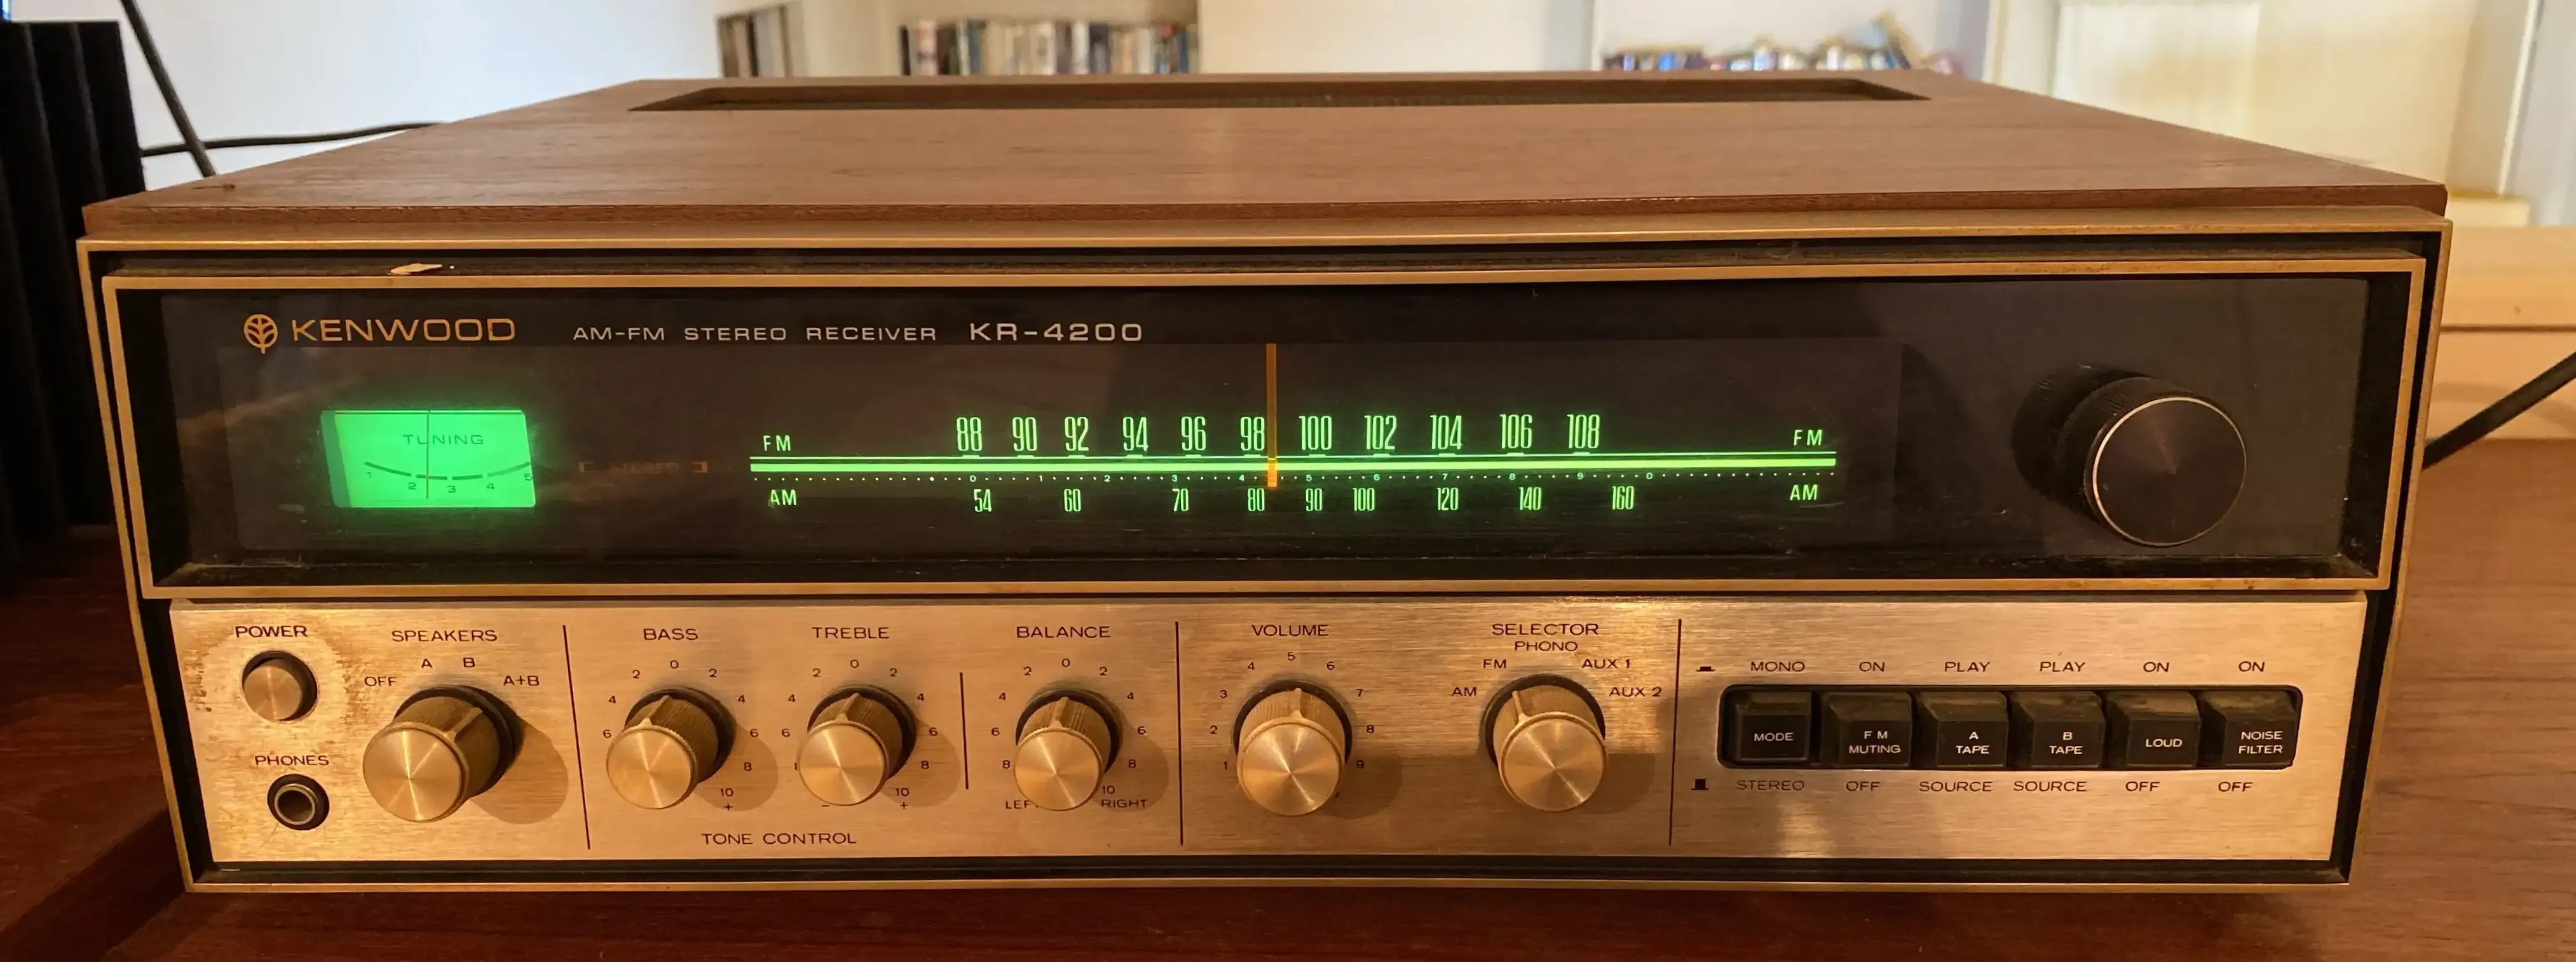 KENWOOD AM-FM STEREO RECEIVER KR-4200
TUNING
1 2 3 4 5
STEREO
FM 88 90 92 94 96 98 100 102 104 106 108 FM
0 1 2 3 4 5 6 7 8 9 0
AM 54 60 70 80 90 100 120 140 160 AM
POWER
PHONES
SPEAKERS
OFF A B A+B
BASS
6 4 2 0 2 4 6 8 10
+
TREBLE
6 4 2 0 2 4 6 8 10
- +
TONE CONTROL
BALANCE
8 6 4 2 0 2 4 6 8 10
LEFT RIGHT
VOLUME
1 2 3 4 5 6 7 8 9
SELECTOR
AM FM PHONO AUX 1 AUX 2
MONO ON PLAY PLAY ON ON
MODE
FM MUTING
A TAPE
B TAPE
LOUD
NOISE FILTER
STEREO OFF SOURCE SOURCE OFF OFF